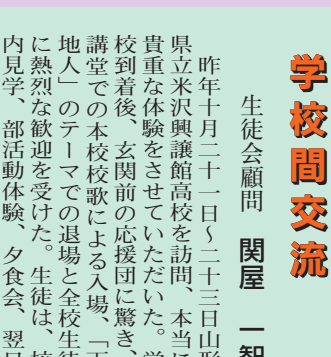 学校間交流
生徒会顧問 関屋 一智
昨年十月二十一日～二十三日山形
県立米沢興譲館高校を訪問、本当に
貴重な体験をさせていただいた。学
校到着後、玄関前の応援団に驚き、
講堂での本校校歌による入場、「天
地人」のテーマでの退場と全校生徒
に熱烈な歓迎を受けた。生徒は、校
内見学、部活動体験、夕食会、翌日